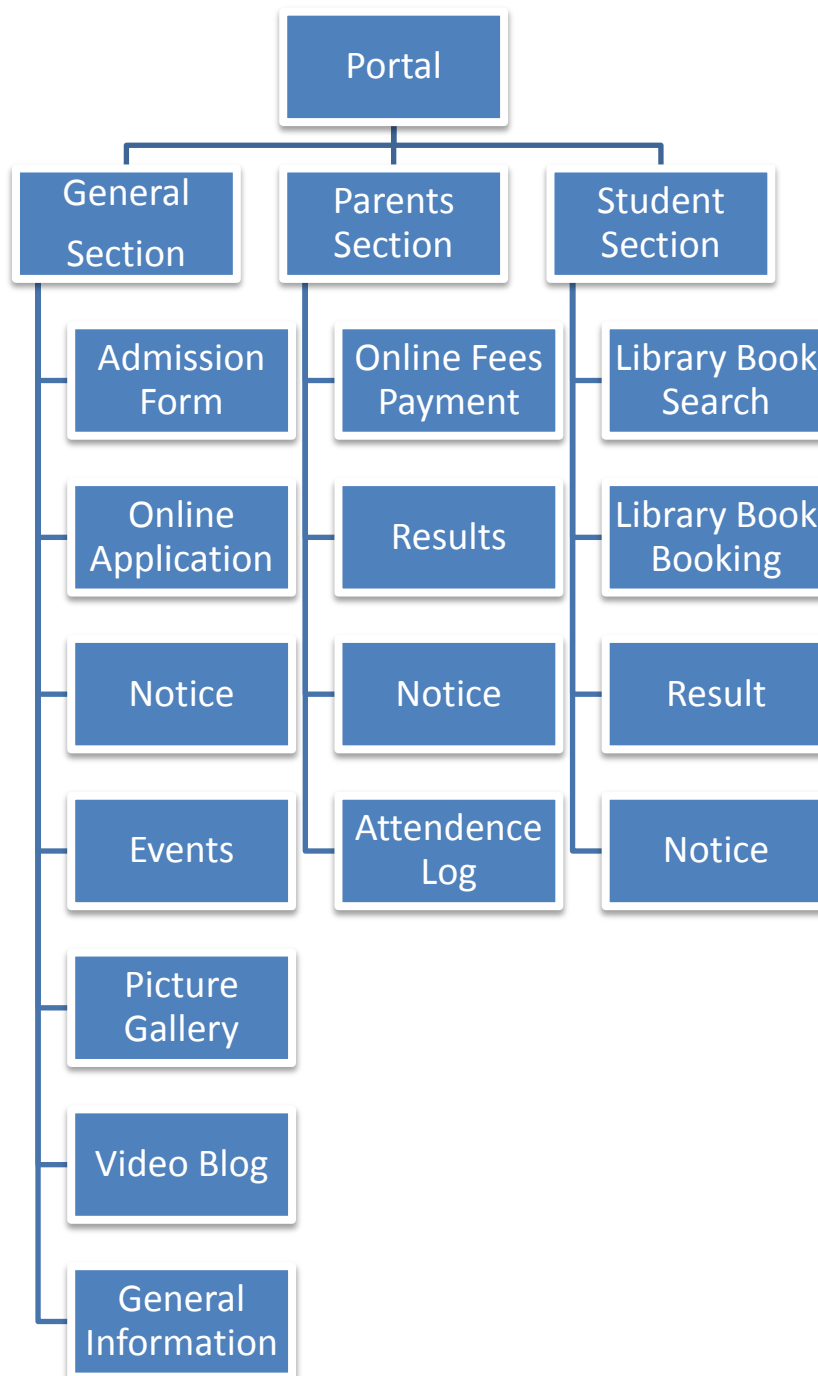 Portal
General
Section
Parents
Section
Student
Section
Admission
Form
Online
Application
Notice
Events
Picture
Gallery
Video Blog
General
Information
Online Fees
Payment
Results
Notice
Attendence
Log
Library Book
Search
Library Book
Booking
Result
Notice